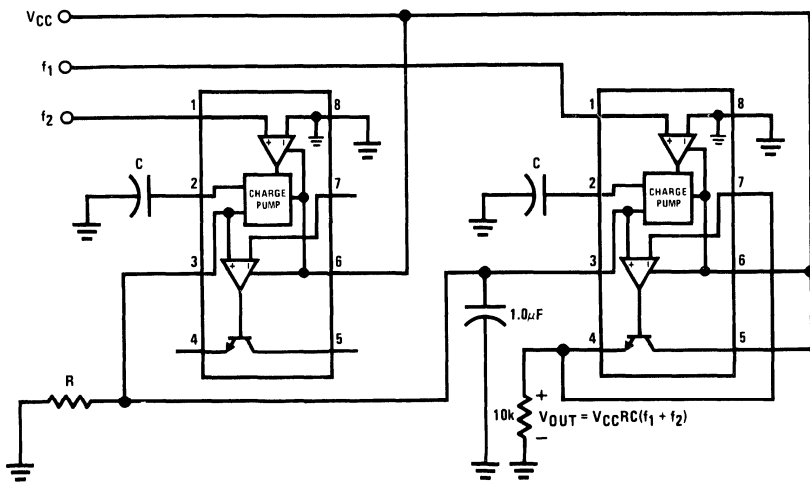 VCC
f1
f2
1
8
+ −
C
2
CHARGE
PUMP
7
3
+ −
6
4
5
R
1
8
+ −
C
2
CHARGE
PUMP
7
3
+ −
6
1.0μF
4
5
10k
+
VOUT = VCCRC(f1 + f2)
−